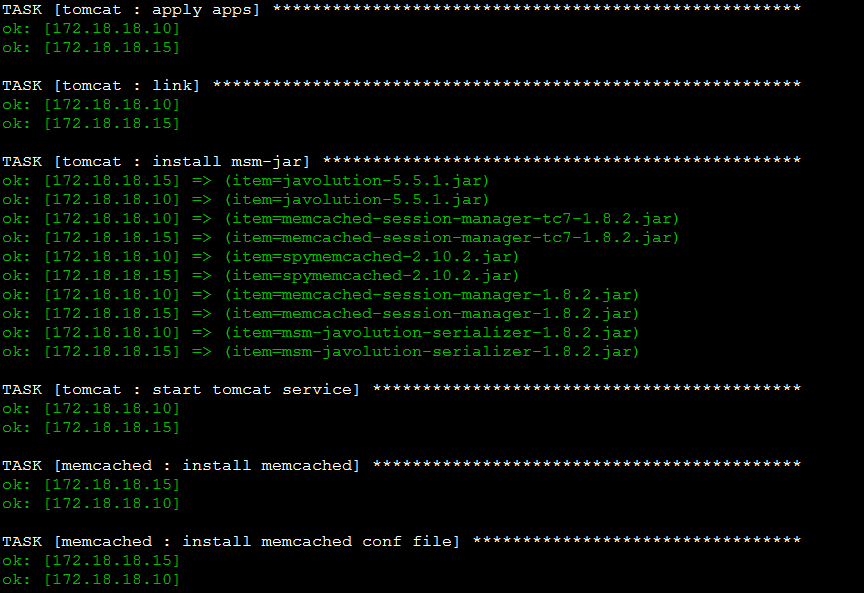 TASK [tomcat : apply apps] *****************************************************
ok: [172.18.18.10]
ok: [172.18.18.15]
TASK [tomcat : link] ***********************************************************
ok: [172.18.18.10]
ok: [172.18.18.15]
TASK [tomcat : install msm-jar] ************************************************
ok: [172.18.18.15] => (item=javolution-5.5.1.jar)
ok: [172.18.18.10] => (item=javolution-5.5.1.jar)
ok: [172.18.18.10] => (item=memcached-session-manager-tc7-1.8.2.jar)
ok: [172.18.18.15] => (item=memcached-session-manager-tc7-1.8.2.jar)
ok: [172.18.18.10] => (item=spymemcached-2.10.2.jar)
ok: [172.18.18.15] => (item=spymemcached-2.10.2.jar)
ok: [172.18.18.10] => (item=memcached-session-manager-1.8.2.jar)
ok: [172.18.18.15] => (item=memcached-session-manager-1.8.2.jar)
ok: [172.18.18.10] => (item=msm-javolution-serializer-1.8.2.jar)
ok: [172.18.18.15] => (item=msm-javolution-serializer-1.8.2.jar)
TASK [tomcat : start tomcat service] *******************************************
ok: [172.18.18.10]
ok: [172.18.18.15]
TASK [memcached : install memcached] *******************************************
ok: [172.18.18.15]
ok: [172.18.18.10]
TASK [memcached : install memcached conf file] *********************************
ok: [172.18.18.15]
ok: [172.18.18.10]